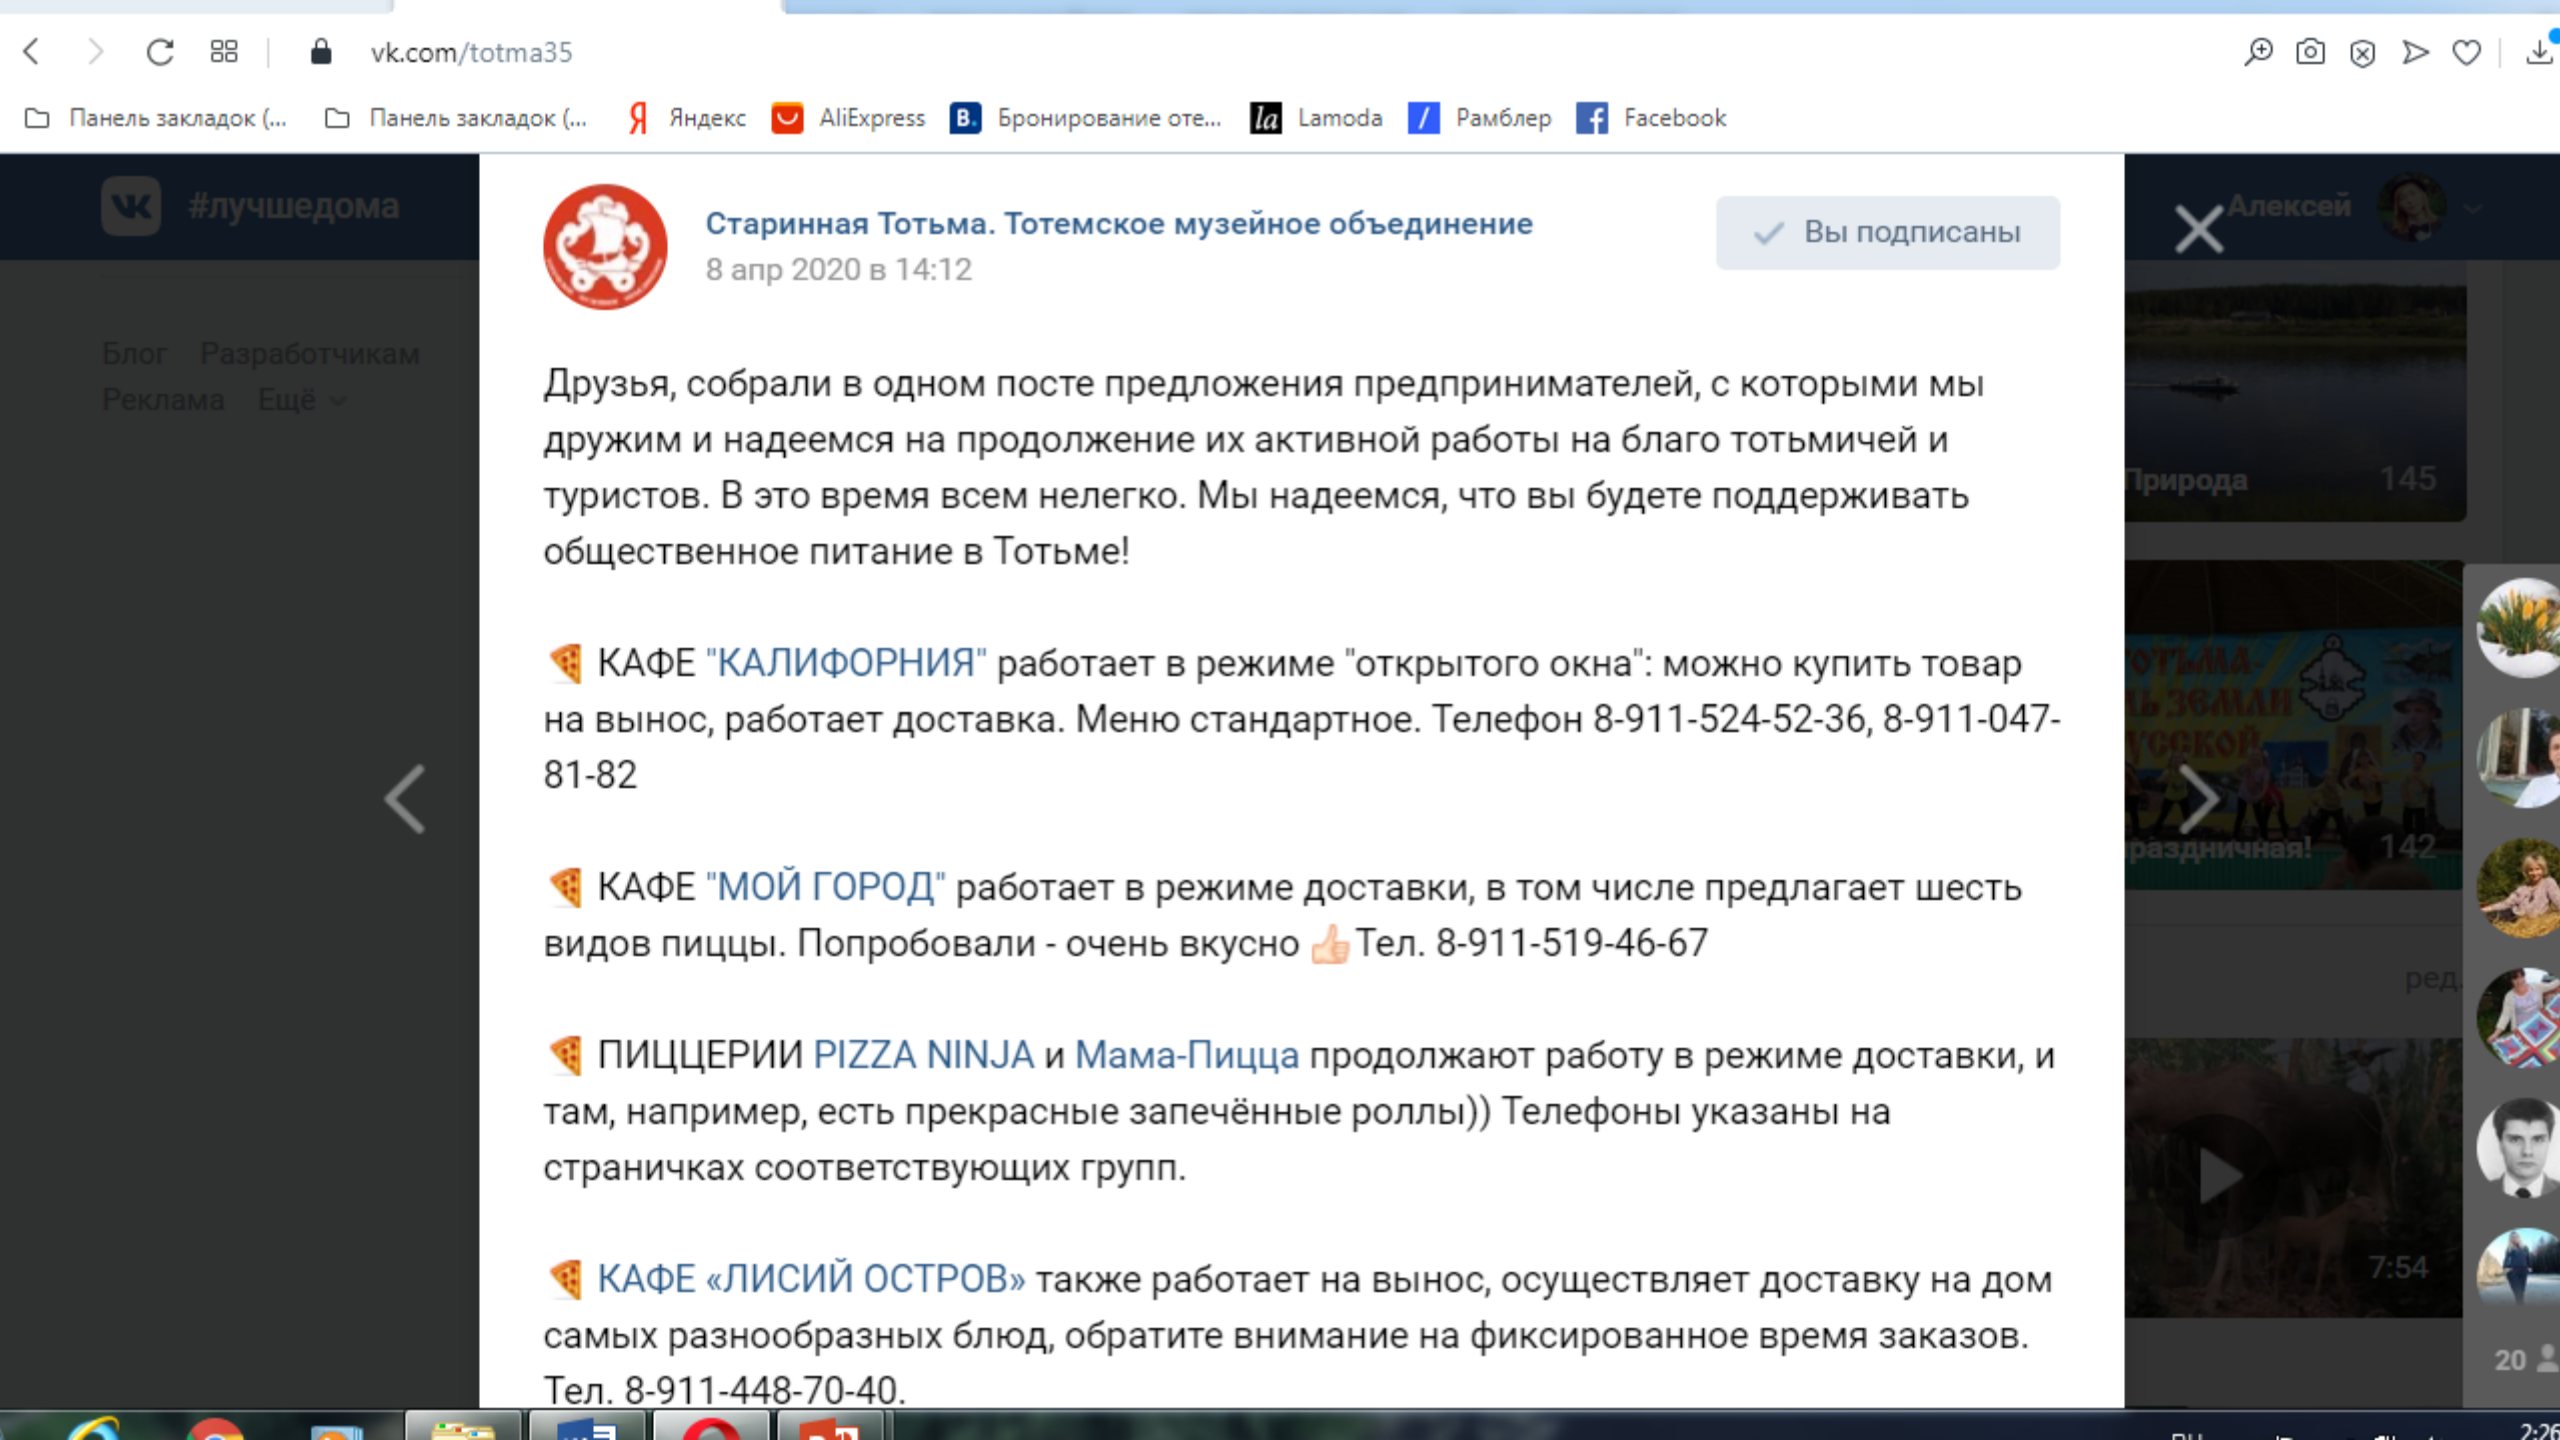 vk.com/totma35
Панель закладок (...
Панель закладок (...
Яндекс
AliExpress
Бронирование оте...
Lamoda
Рамблер
Facebook
#лучшедома
Алексей
Старинная Тотьма. Тотемское музейное объединение
8 апр 2020 в 14:12
Вы подписаны
Блог Разработчикам
Реклама Ещё
Друзья, собрали в одном посте предложения предпринимателей, с которыми мы
дружим и надеемся на продолжение их активной работы на благо тотьмичей и
туристов. В это время всем нелегко. Мы надеемся, что вы будете поддерживать
общественное питание в Тотьме!
🍕 КАФЕ "КАЛИФОРНИЯ" работает в режиме "открытого окна": можно купить товар
на вынос, работает доставка. Меню стандартное. Телефон 8-911-524-52-36, 8-911-047-
81-82
🍕 КАФЕ "МОЙ ГОРОД" работает в режиме доставки, в том числе предлагает шесть
видов пиццы. Попробовали - очень вкусно 👍🏻Тел. 8-911-519-46-67
🍕 ПИЦЦЕРИИ PIZZA NINJA и Мама-Пицца продолжают работу в режиме доставки, и
там, например, есть прекрасные запечённые роллы)) Телефоны указаны на
страничках соответствующих групп.
🍕 КАФЕ «ЛИСИЙ ОСТРОВ» также работает на вынос, осуществляет доставку на дом
самых разнообразных блюд, обратите внимание на фиксированное время заказов.
Тел. 8-911-448-70-40.
Природа 145
раздничная! 142
ред.
7:54
20